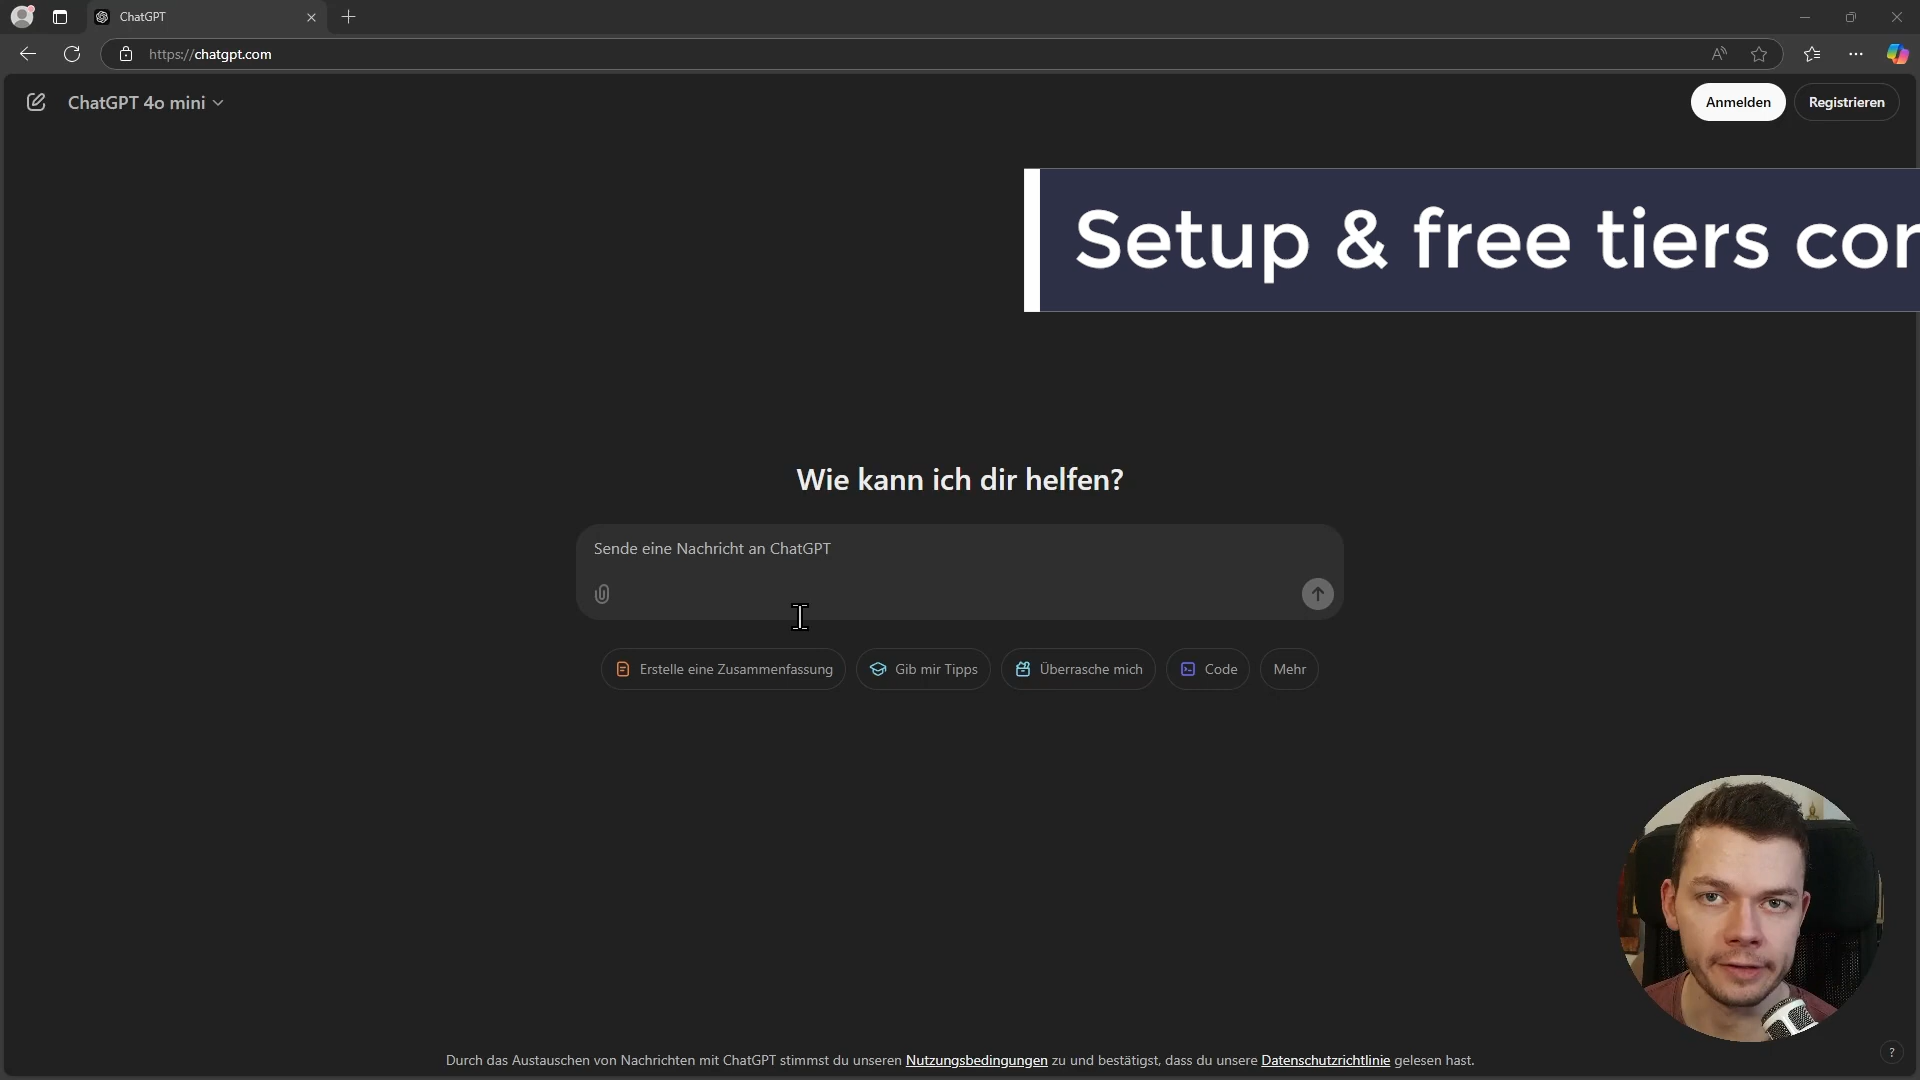 ChatGPT
https://chatgpt.com
ChatGPT 4o mini
Anmelden
Registrieren
Setup & free tiers
Wie kann ich dir helfen?
Sende eine Nachricht an ChatGPT
Erstelle eine Zusammenfassung
Gib mir Tipps
Überrasche mich
Code
Mehr
Durch das Austauschen von Nachrichten mit ChatGPT stimmst du unseren Nutzungsbedingungen zu und bestätigst, dass du unsere Datenschutzrichtlinie gelesen hast.
?